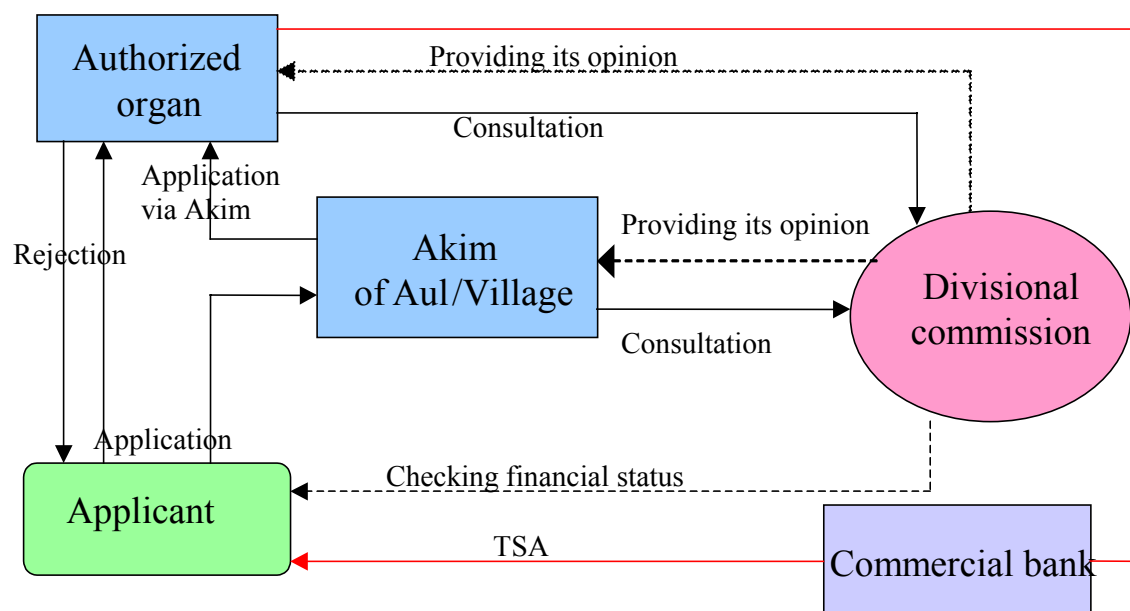 Authorized
organ
Providing its opinion
Consultation
Application
via Akim
Rejection
Akim
of Aul/Village
Providing its opinion
Consultation
Divisional
commission
Application
Applicant
Checking financial status
TSA
Commercial bank